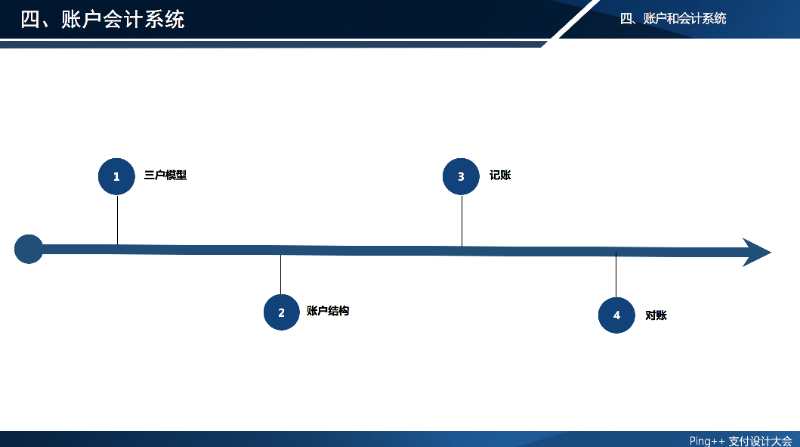 四、账户会计系统
四、账户和会计系统
1 三户模型
3 记账
2 账户结构
4 对账
Ping++ 支付设计大会